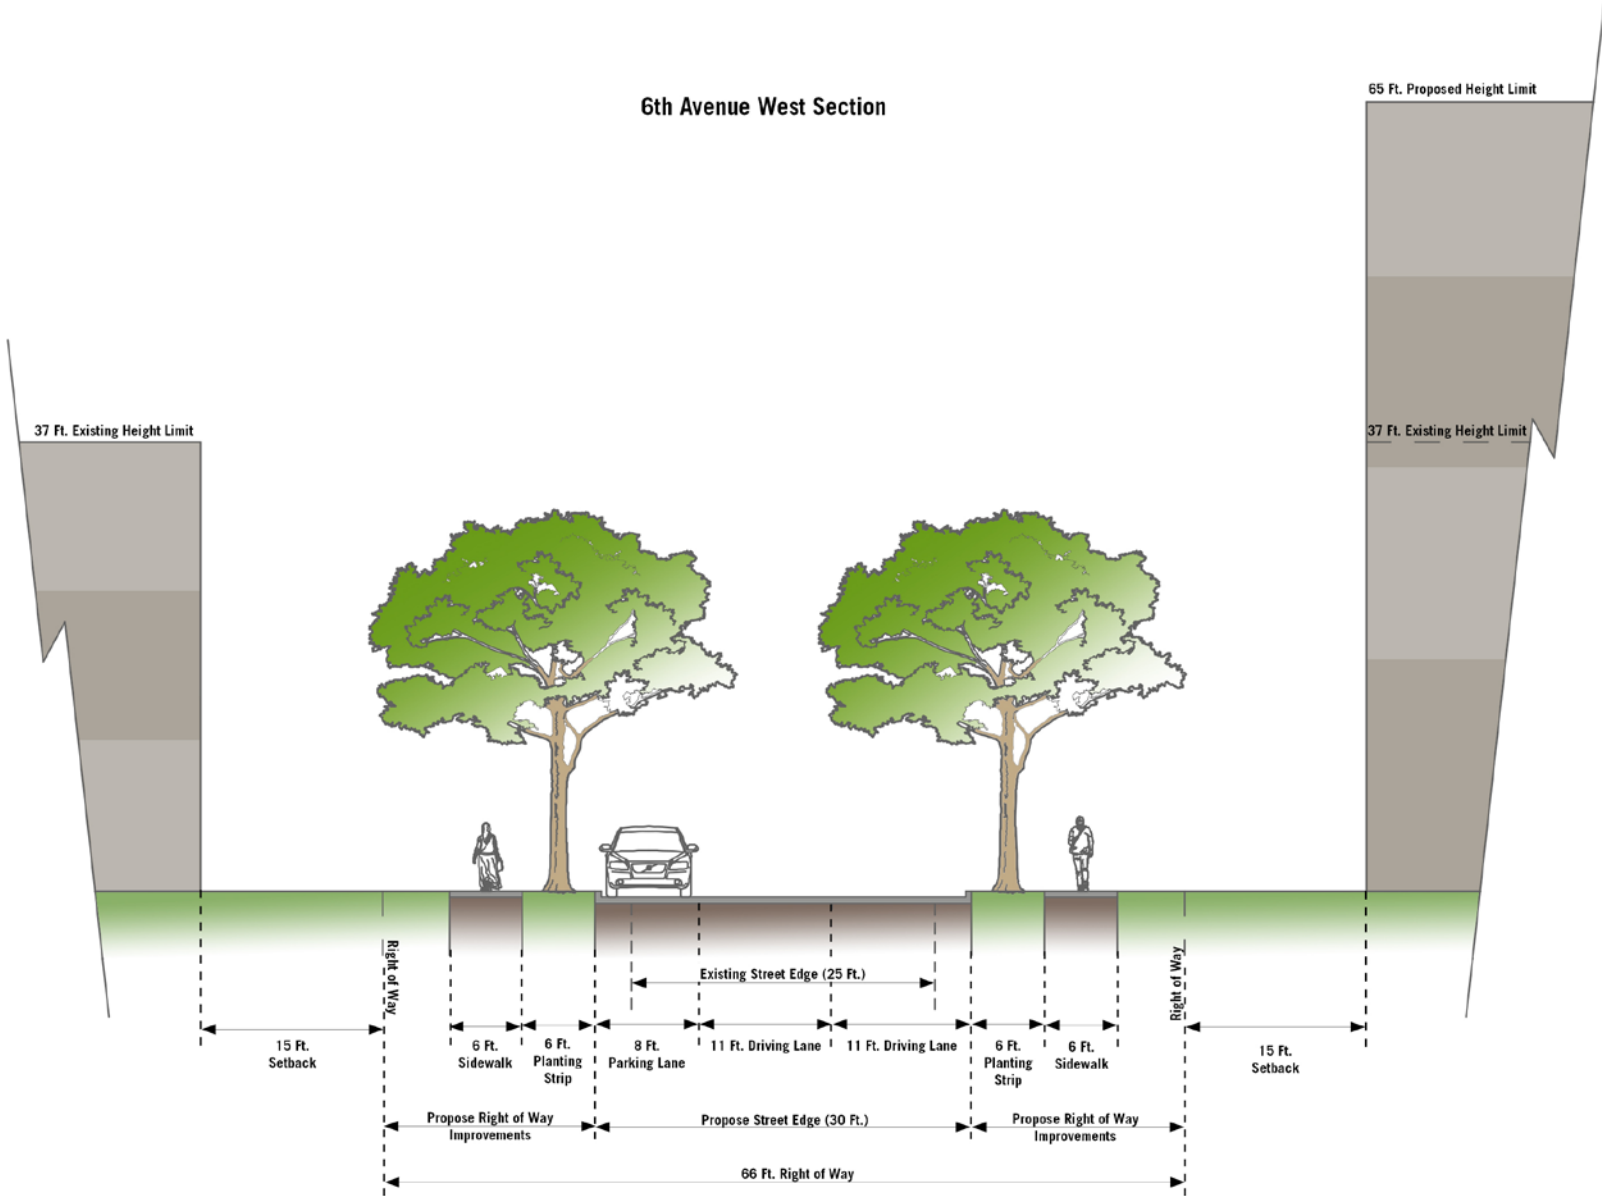 6th Avenue West Section
65 Ft. Proposed Height Limit
37 Ft. Existing Height Limit
37 Ft. Existing Height Limit
Right of Way
Right of Way
Existing Street Edge (25 Ft.)
15 Ft.
Setback
6 Ft.
Sidewalk
6 Ft.
Planting
Strip
8 Ft.
Parking Lane
11 Ft. Driving Lane
11 Ft. Driving Lane
6 Ft.
Planting
Strip
6 Ft.
Sidewalk
15 Ft.
Setback
Propose Right of Way
Improvements
Propose Street Edge (30 Ft.)
Propose Right of Way
Improvements
66 Ft. Right of Way